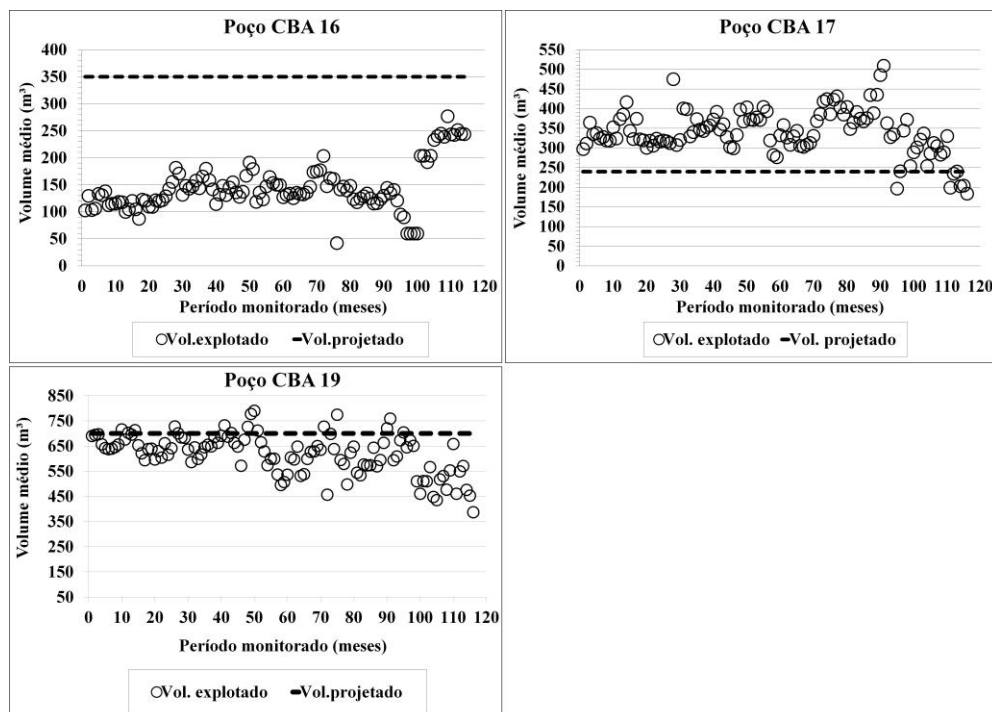 Poço CBA 16
400
350
300
250
200
150
100
50
0
Volume médio (m³)
0 10 20 30 40 50 60 70 80 90 100 110 120
Período monitorado (meses)
Vol.explotado Vol.projetado
Poço CBA 17
550
500
450
400
350
300
250
200
150
100
50
0
Volume médio (m³)
0 10 20 30 40 50 60 70 80 90 100 110 120
Período monitorado (meses)
Vol. explotado Vol. projetado
Poço CBA 19
850
750
650
550
450
350
250
150
50
Volume médio (m³)
0 10 20 30 40 50 60 70 80 90 100 110 120
Período monitorado (meses)
Vol. explotado Vol.projetado